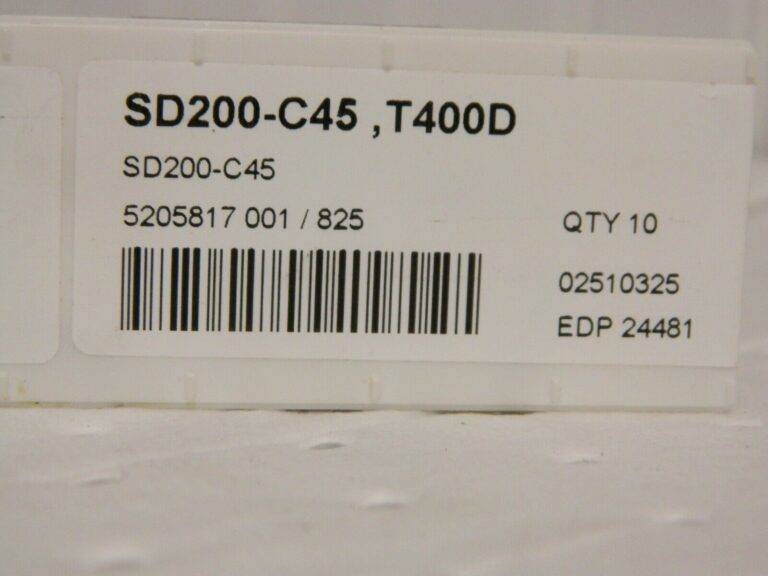 SD200-C45 ,T400D
SD200-C45
5205817 001 / 825
QTY 10
02510325
EDP 24481